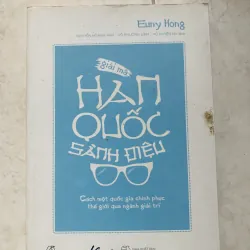 Euny Hong
giải mã
HÀN
QUỐC
SÀNH ĐIỆU
Cách một quốc gia chinh phục
thế giới qua ngành giải trí